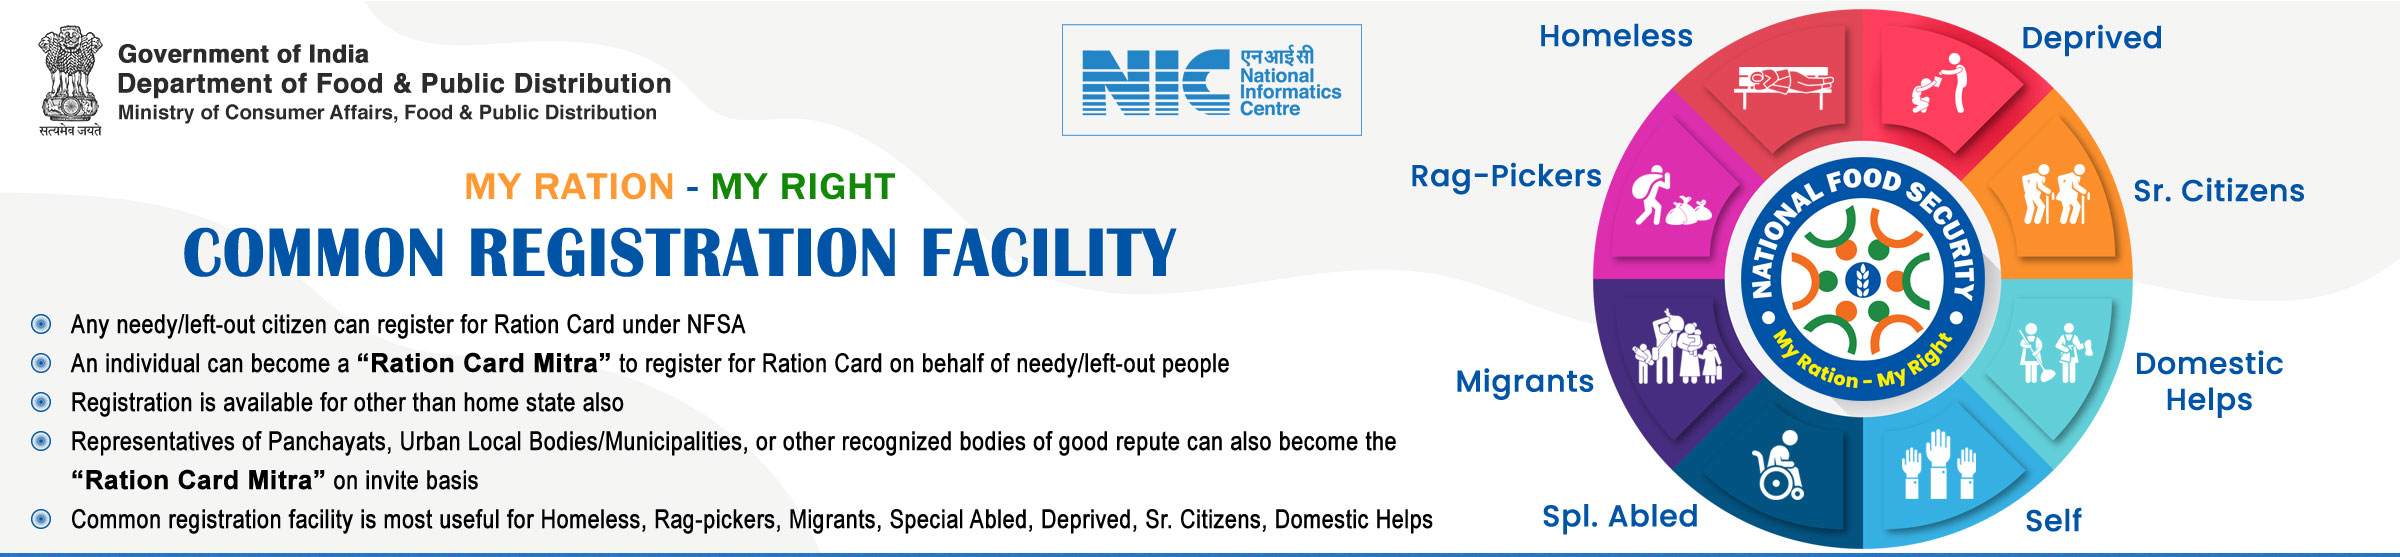 Government of India
Department of Food & Public Distribution
Ministry of Consumer Affairs, Food & Public Distribution
सत्यमेव जयते
NIC
एन आई सी
National
Informatics
Centre
MY RATION - MY RIGHT
COMMON REGISTRATION FACILITY
Any needy/left-out citizen can register for Ration Card under NFSA
An individual can become a “Ration Card Mitra” to register for Ration Card on behalf of needy/left-out people
Registration is available for other than home state also
Representatives of Panchayats, Urban Local Bodies/Municipalities, or other recognized bodies of good repute can also become the
“Ration Card Mitra” on invite basis
Common registration facility is most useful for Homeless, Rag-pickers, Migrants, Special Abled, Deprived, Sr. Citizens, Domestic Helps
Homeless
Deprived
Rag-Pickers
Sr. Citizens
Migrants
Domestic
Helps
Spl. Abled
Self
NATIONAL FOOD SECURITY
My Ration - My Right